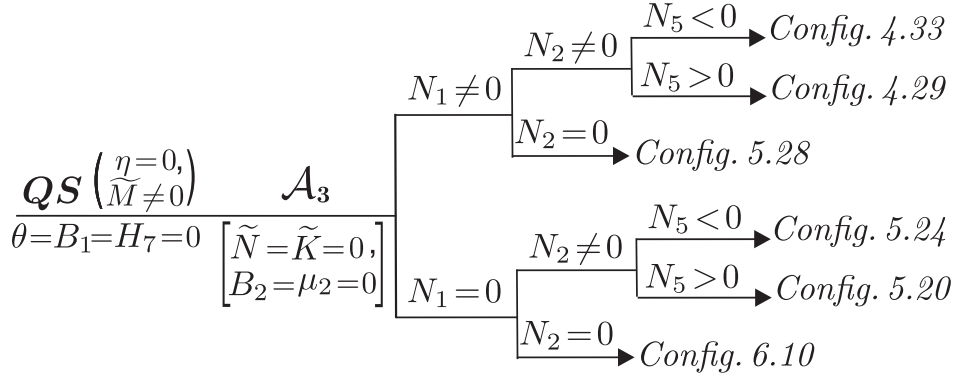 N₅<0
Config. 4.33
N₂≠0
N₅>0
Config. 4.29
N₁≠0
N₂=0
Config. 5.28
QS (η=0, M̃≠0)
𝒜₃
θ=B₁=H₇=0
[Ñ=K̃=0, B₂=μ₂=0]
N₅<0
Config. 5.24
N₂≠0
N₅>0
Config. 5.20
N₁=0
N₂=0
Config. 6.10